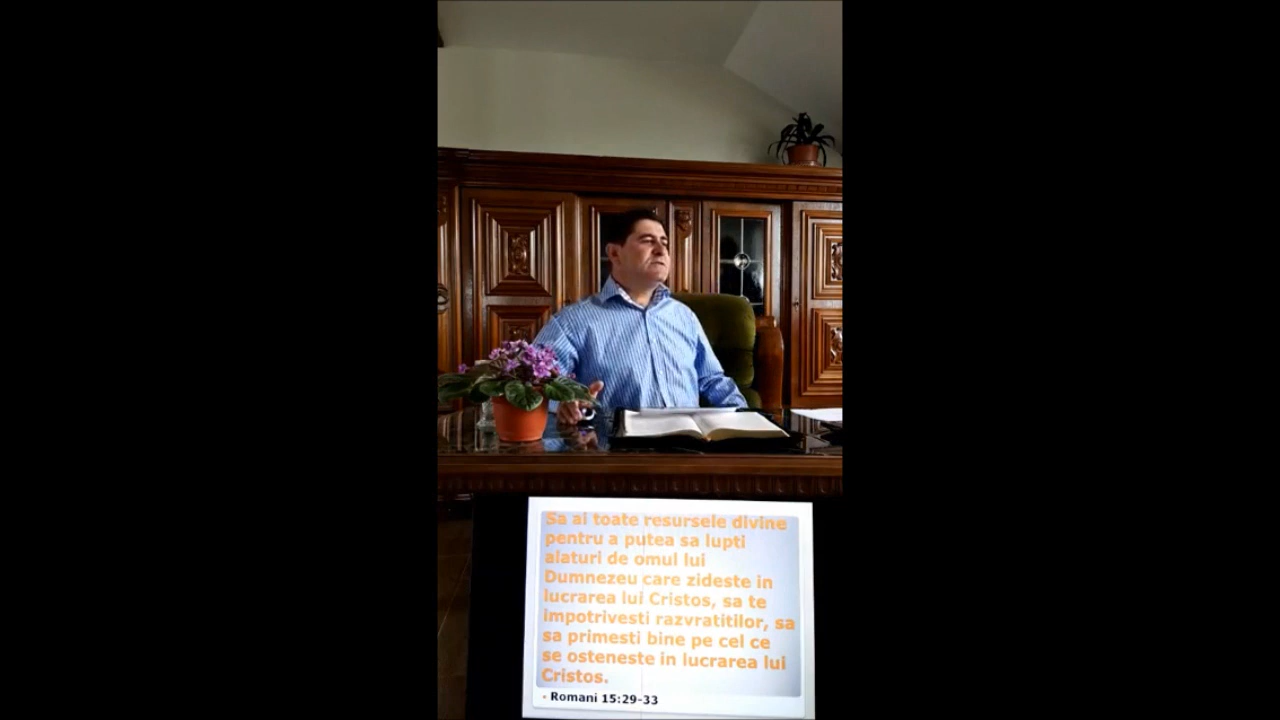 Sa ai toate resursele divine
pentru a putea sa lupti
alaturi de omul lui
Dumnezeu care zideste in
lucrarea lui Cristos, sa te
impotrivesti razvratitilor, sa
sa primesti bine pe cel ce
se osteneste in lucrarea lui
Cristos.
• Romani 15:29-33